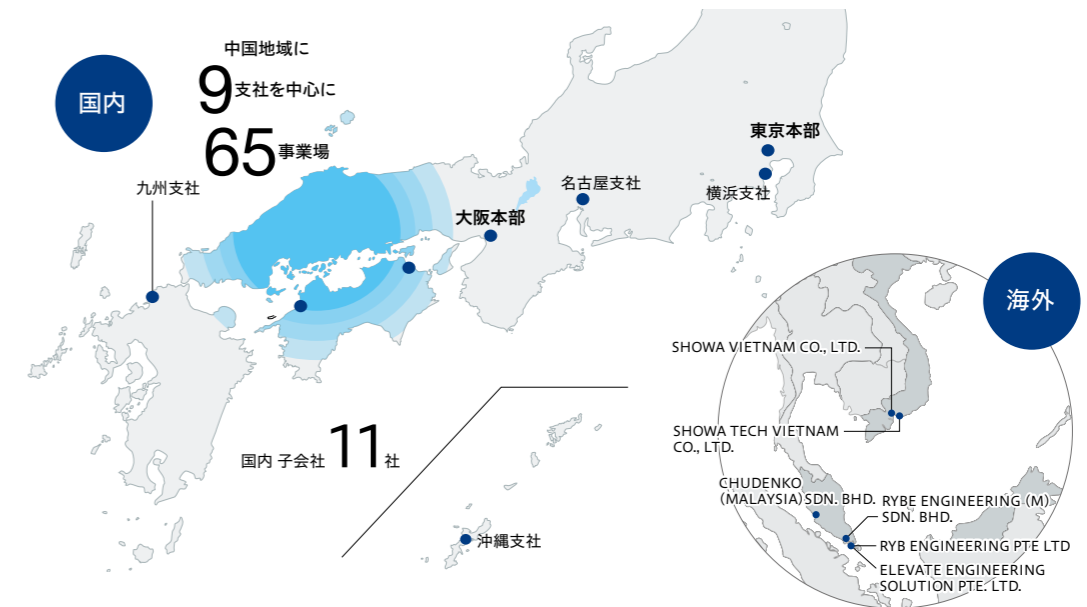 国内
中国地域に
9支社を中心に
65事業場
九州支社
大阪本部
名古屋支社
東京本部
横浜支社
国内 子会社 11社
沖縄支社
海外
SHOWA VIETNAM CO., LTD.
SHOWA TECH VIETNAM
CO., LTD.
CHUDENKO
(MALAYSIA)SDN. BHD.
RYBE ENGINEERING (M)
SDN. BHD.
RYB ENGINEERING PTE LTD
ELEVATE ENGINEERING
SOLUTION PTE. LTD.